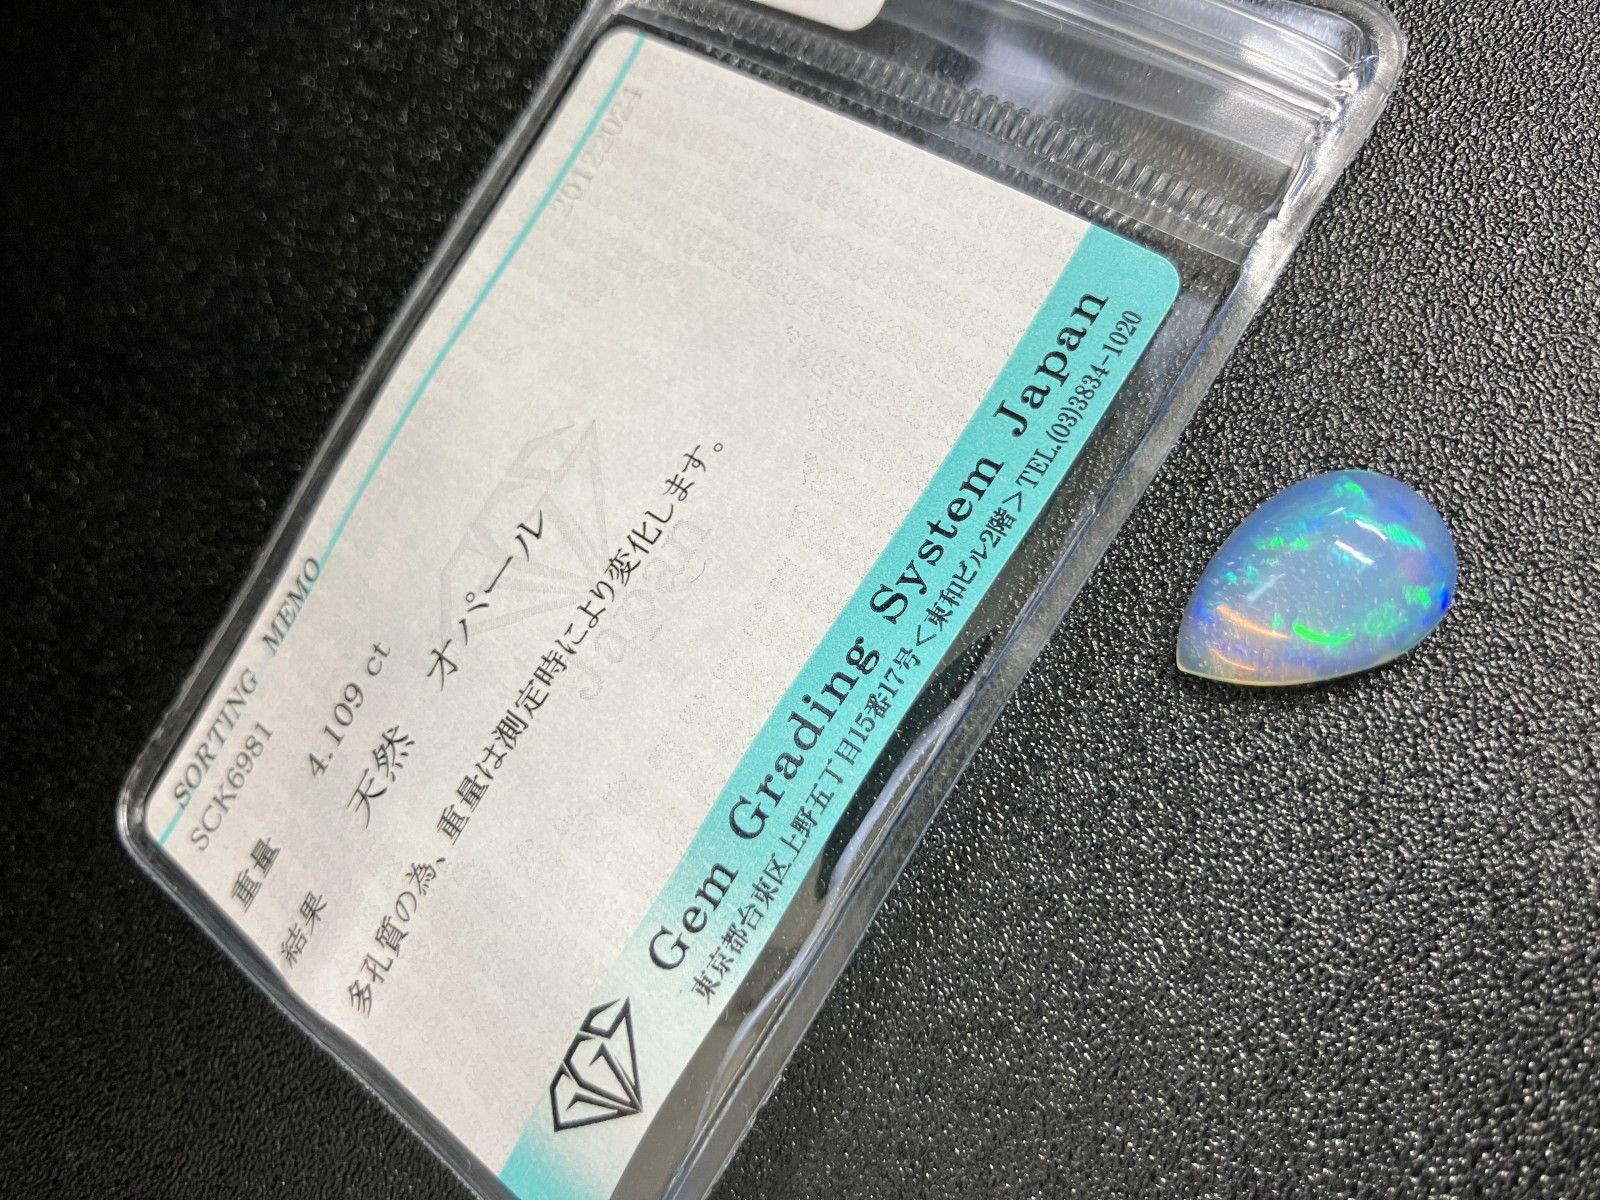 20122024
SORTING MEMO
SCK6981
重量 4.109 ct
結果 天然 オパール
多孔質の為、重量は測定時により変化します。
Japan
Gem Grading System Japan
東京都台東区上野五丁目15番17号＜東和ビル2階＞TEL.(03)3834-1020